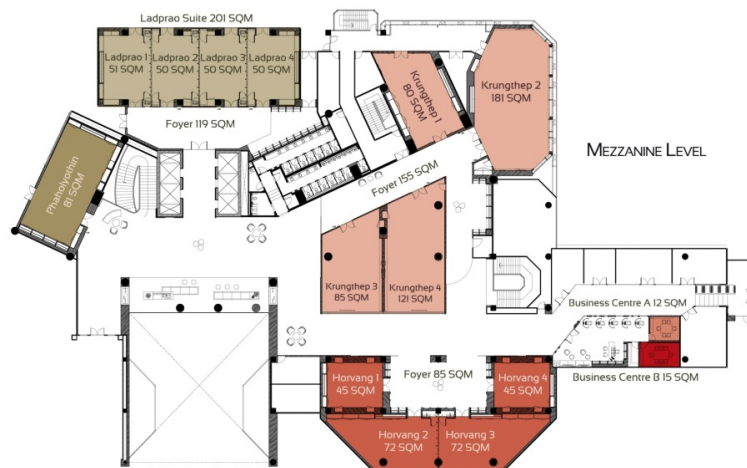 Ladprao Suite 201 SQM
Ladprao 1
51 SQM
Ladprao 2
50 SQM
Ladprao 3
50 SQM
Ladprao 4
50 SQM
Foyer 119 SQM
Phaholyothin
81 SQM
Krungthep 1
80 SQM
Krungthep 2
181 SQM
MEZZANINE LEVEL
Foyer 155 SQM
Krungthep 3
85 SQM
Krungthep 4
121 SQM
Business Centre A 12 SQM
Business Centre B 15 SQM
Horvang 1
45 SQM
Foyer 85 SQM
Horvang 4
45 SQM
Horvang 2
72 SQM
Horvang 3
72 SQM